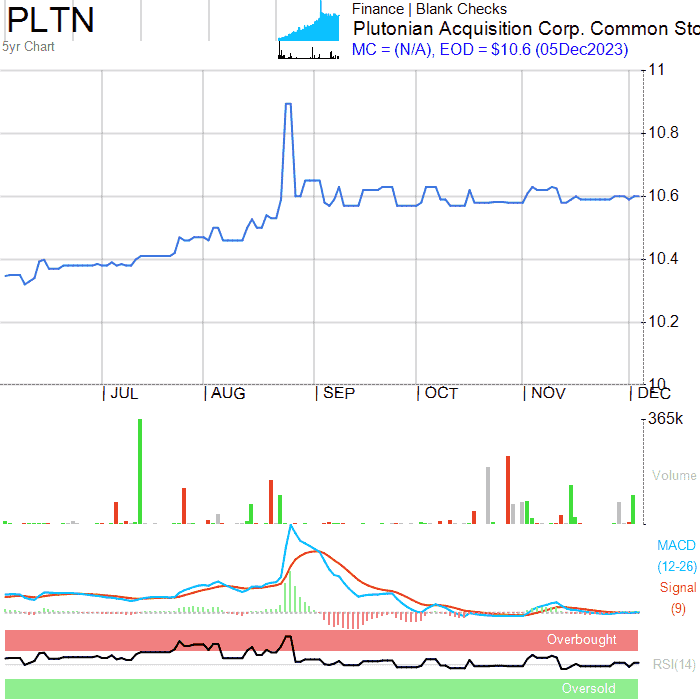 PLTN
5yr Chart
Finance | Blank Checks
Plutonian Acquisition Corp. Common Sto
MC = (N/A), EOD = $10.6 (05Dec2023)
11
10.8
10.6
10.4
10.2
10
JUL AUG SEP OCT NOV DEC
365k
Volume
MACD
(12-26)
Signal
(9)
Overbought
RSI(14)
Oversold